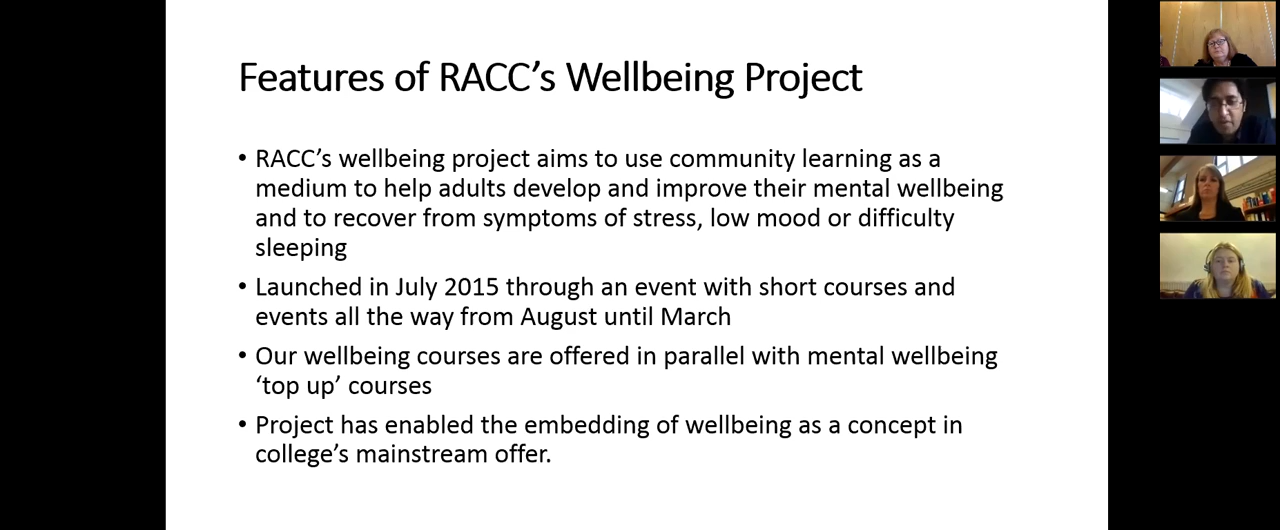 Features of RACC’s Wellbeing Project
• RACC’s wellbeing project aims to use community learning as a
medium to help adults develop and improve their mental wellbeing
and to recover from symptoms of stress, low mood or difficulty
sleeping
• Launched in July 2015 through an event with short courses and
events all the way from August until March
• Our wellbeing courses are offered in parallel with mental wellbeing
‘top up’ courses
• Project has enabled the embedding of wellbeing as a concept in
college’s mainstream offer.